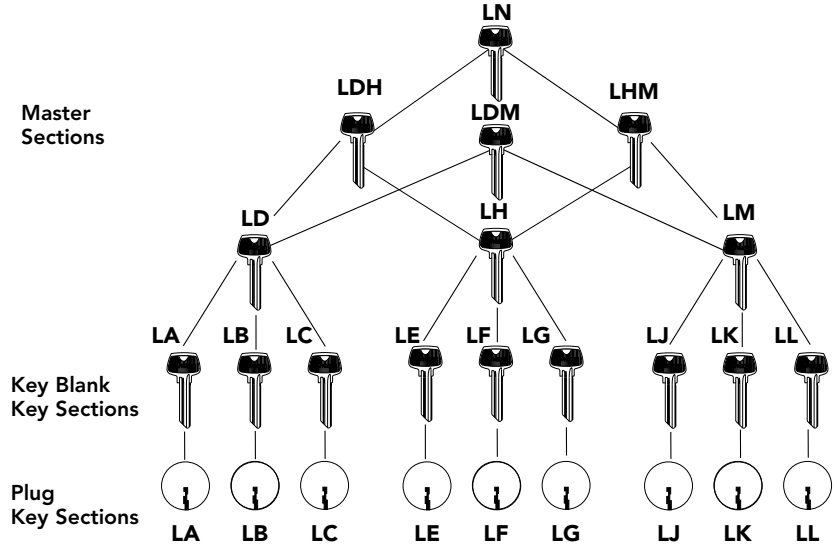 LN
LDH
LHM
LDM
Master
Sections
LD
LH
LM
LA
LB
LC
LE
LF
LG
LJ
LK
LL
Key Blank
Key Sections
Plug
Key Sections
LA
LB
LC
LE
LF
LG
LJ
LK
LL